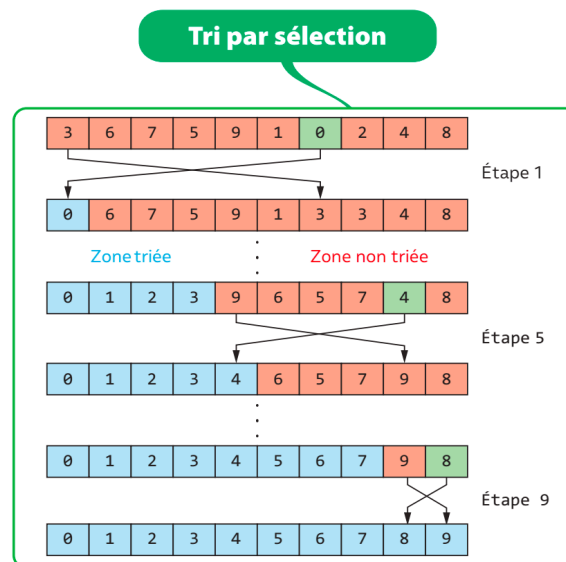 Tri par sélection
3 6 7 5 9 1 0 2 4 8
Étape 1
0 6 7 5 9 1 3 3 4 8
Zone triée Zone non triée
0 1 2 3 9 6 5 7 4 8
Étape 5
0 1 2 3 4 6 5 7 9 8
0 1 2 3 4 5 6 7 9 8
Étape 9
0 1 2 3 4 5 6 7 8 9